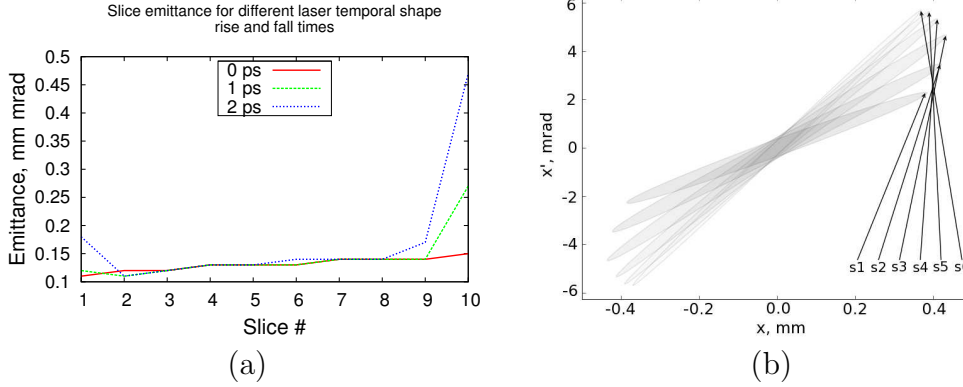 Slice emittance for different laser temporal shape
rise and fall times
0.5
0.45
0.4
0.35
0.3
0.25
0.2
0.15
0.1
Emittance, mm mrad
0 ps
1 ps
2 ps
1 2 3 4 5 6 7 8 9 10
Slice #
(a)
6
4
2
0
-2
-4
-6
x', mrad
s1 s2 s3 s4 s5
-0.4 -0.2 0.0 0.2 0.4
x, mm
(b)